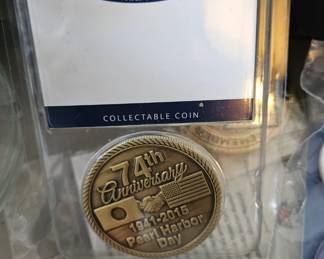 COLLECTABLE COIN
74th
Anniversary
1941-2015
Pearl Harbor
Day